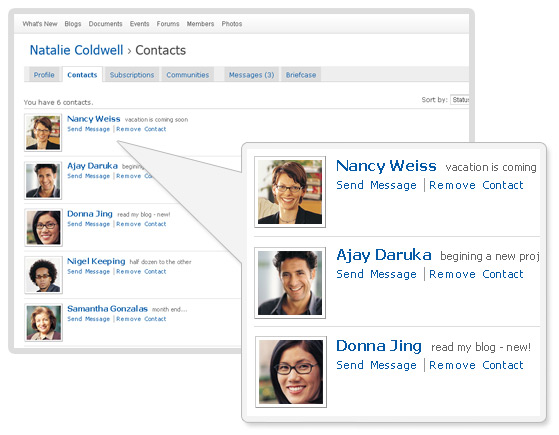 What's New Blogs Documents Events Forums Members Photos
Natalie Coldwell › Contacts
Profile Contacts Subscriptions Communities Messages (3) Briefcase
You have 6 contacts.
Sort by: Status
Nancy Weiss vacation is coming soon
Send Message | Remove Contact
Ajay Daruka begining a
Send Message | Remove Contact
Donna Jing read my blog - new!
Send Message | Remove Contact
Nigel Keeping half dozen to the other
Send Message | Remove Contact
Samantha Gonzalas month end...
Send Message | Remove Contact
Nancy Weiss vacation is coming
Send Message | Remove Contact
Ajay Daruka begining a new proj
Send Message | Remove Contact
Donna Jing read my blog - new!
Send Message | Remove Contact